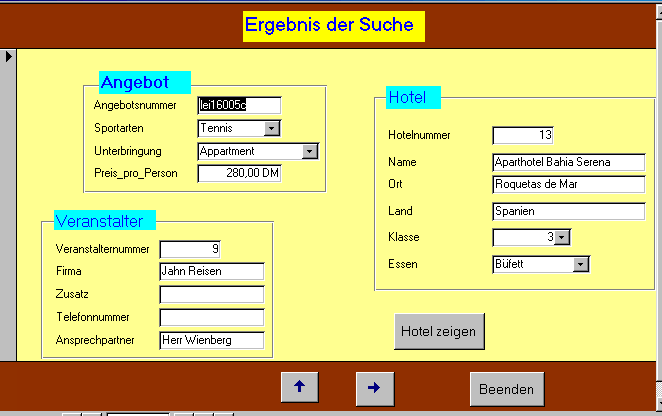 Ergebnis der Suche
Angebot
Angebotsnummer lei16005c
Sportarten Tennis
Unterbringung Appartment
Preis_pro_Person 280,00 DM
Veranstalter
Veranstalternummer 9
Firma Jahn Reisen
Zusatz
Telefonnummer
Ansprechpartner Herr Wienberg
Hotel
Hotelnummer 13
Name Aparthotel Bahia Serena
Ort Roquetas de Mar
Land Spanien
Klasse 3
Essen Büfett
Hotel zeigen
Beenden